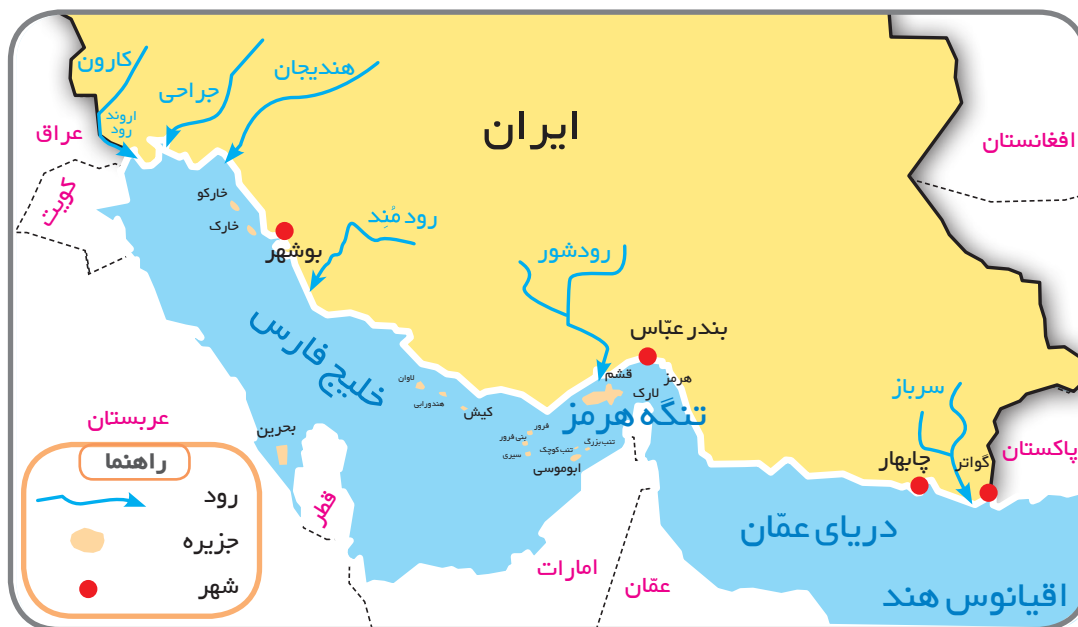 کارون
جراحی
هندیجان
ایران
افغانستان
اروند
رود
عراق
کویت
خارکو
خارک
بوشهر
رود مُند
رودشور
بندر عبّاس
خلیج فارس
لاوان
هندورابی
کیش
قشم
هرمز
لارک
تنگه هرمز
فرور
بنی فرور
سیری
تنب بزرگ
تنب کوچک
ابوموسی
سرباز
گواتر
پاکستان
چابهار
عربستان
بحرین
قطر
امارات
عمّان
دریای عمّان
اقیانوس هند
راهنما
رود
جزیره
شهر